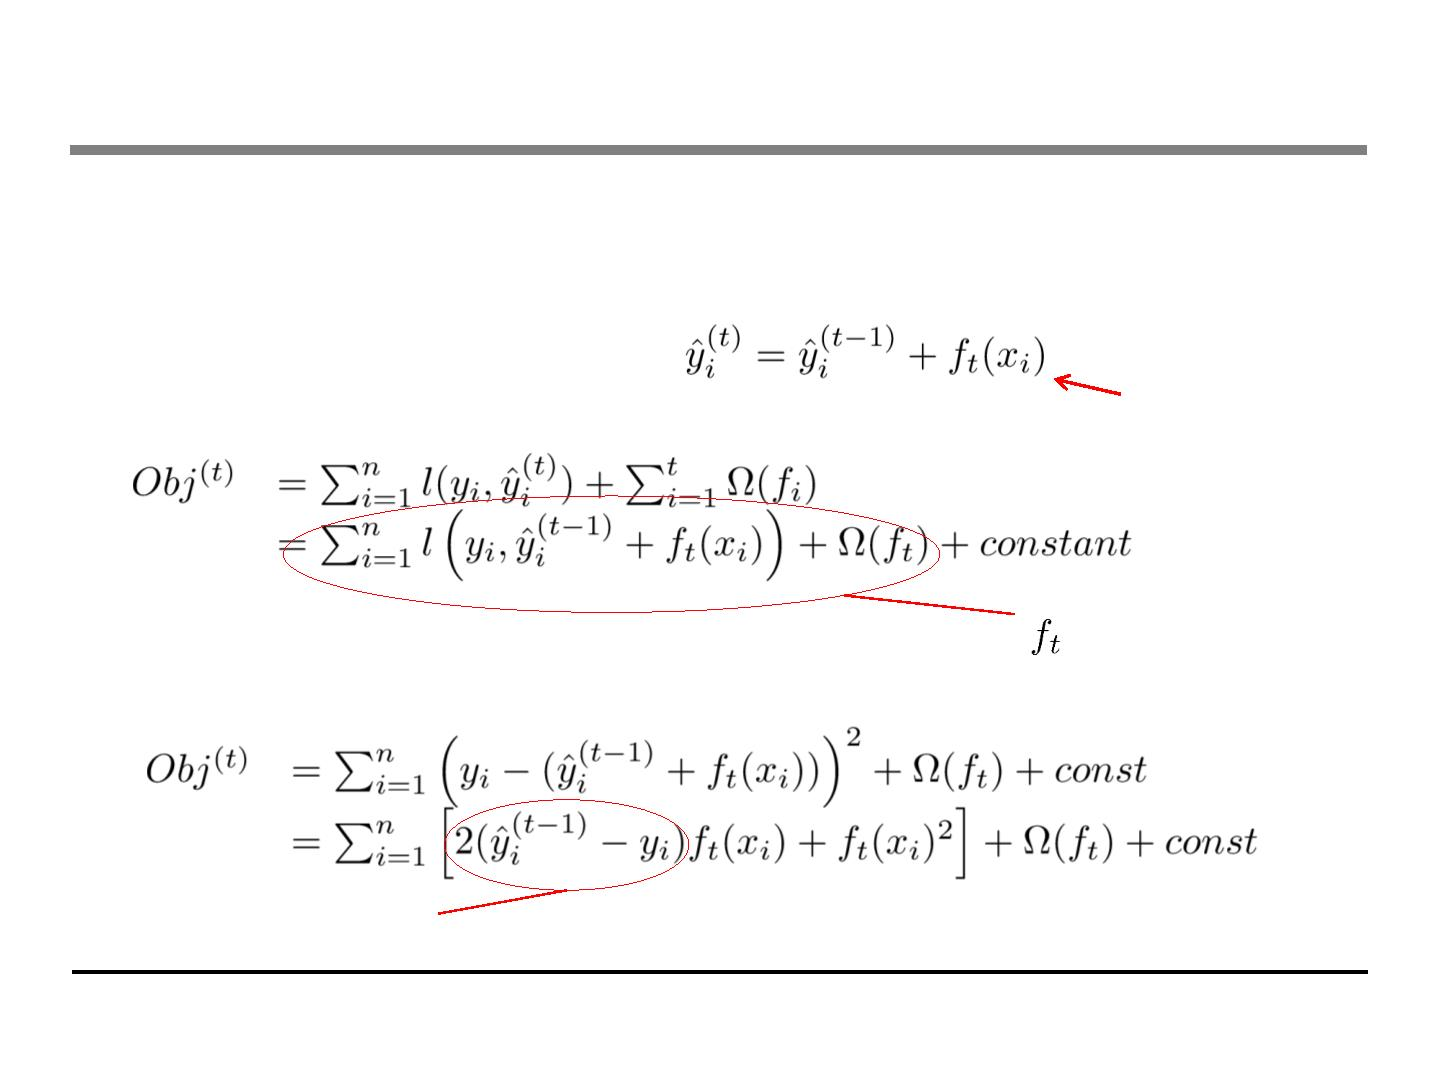 ŷ_i^{(t)} = ŷ_i^{(t−1)} + f_t(x_i)
Obj^{(t)} = ∑_{i=1}^{n} l(y_i, ŷ_i^{(t)}) + ∑_{i=1}^{t} Ω(f_i)
= ∑_{i=1}^{n} l(y_i, ŷ_i^{(t−1)} + f_t(x_i)) + Ω(f_t) + constant
f_t
Obj^{(t)} = ∑_{i=1}^{n} (y_i − (ŷ_i^{(t−1)} + f_t(x_i)))^2 + Ω(f_t) + const
= ∑_{i=1}^{n} [2(ŷ_i^{(t−1)} − y_i)f_t(x_i) + f_t(x_i)^2] + Ω(f_t) + const